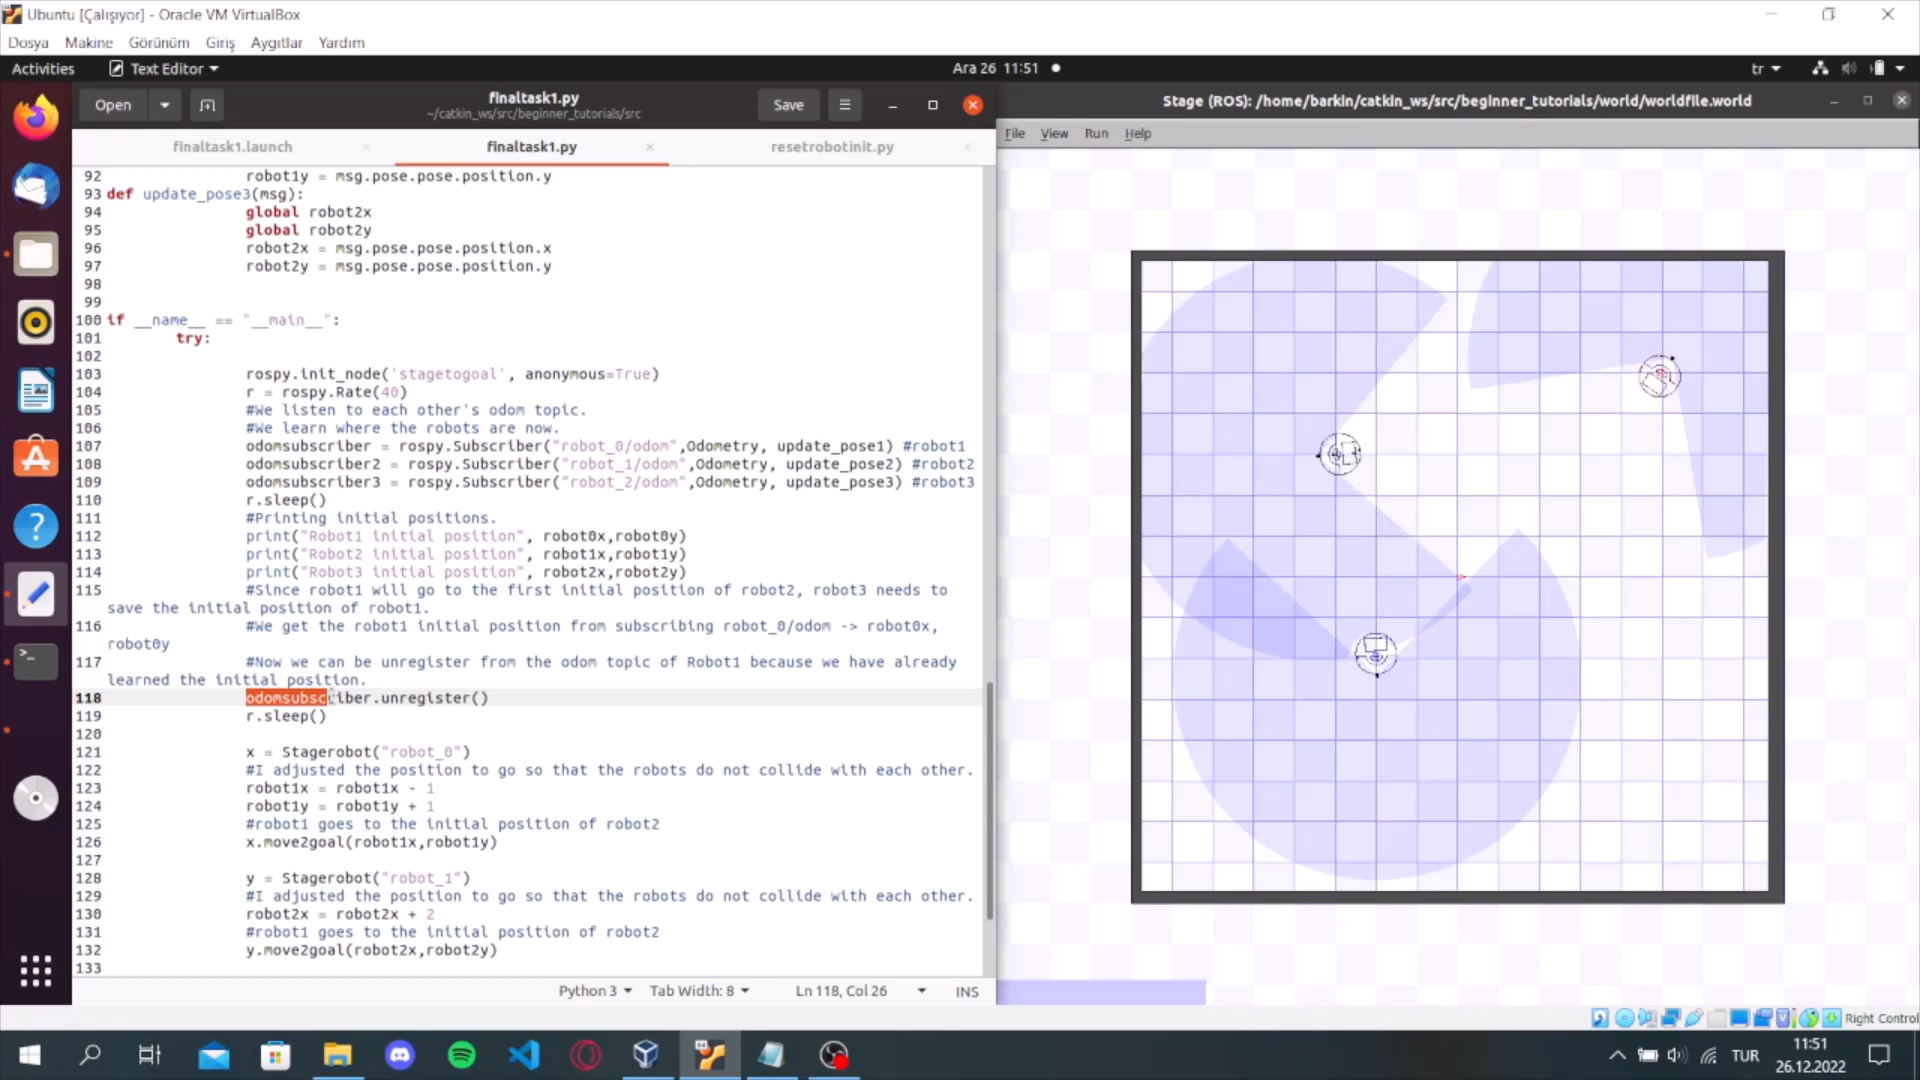 Ubuntu [Çalışıyor] - Oracle VM VirtualBox
Dosya Makine Görünüm Giriş Aygıtlar Yardım
Activities Text Editor Ara 26 11:51 tr
Open finaltask1.py Save
~/catkin_ws/src/beginner_tutorials/src
finaltask1.launch finaltask1.py resetrobotinit.py
92 robot1y = msg.pose.pose.position.y
93 def update_pose3(msg):
94 global robot2x
95 global robot2y
96 robot2x = msg.pose.pose.position.x
97 robot2y = msg.pose.pose.position.y
98
99
100 if __name__ == "__main__":
101 try:
102
103 rospy.init_node('stagetogoal', anonymous=True)
104 r = rospy.Rate(40)
105 #We listen to each other's odom topic.
106 #We learn where the robots are now.
107 odomsubscriber = rospy.Subscriber("robot_0/odom",Odometry, update_pose1) #robot1
108 odomsubscriber2 = rospy.Subscriber("robot_1/odom",Odometry, update_pose2) #robot2
109 odomsubscriber3 = rospy.Subscriber("robot_2/odom",Odometry, update_pose3) #robot3
110 r.sleep()
111 #Printing initial positions.
112 print("Robot1 initial position", robot0x,robot0y)
113 print("Robot2 initial position", robot1x,robot1y)
114 print("Robot3 initial position", robot2x,robot2y)
115 #Since robot1 will go to the first initial position of robot2, robot3 needs to
save the initial position of robot1.
116 #We get the robot1 initial position from subscribing robot_0/odom -> robot0x,
robot0y
117 #Now we can be unregister from the odom topic of Robot1 because we have already
learned the initial position.
118 odomsubscriber.unregister()
119 r.sleep()
120
121 x = Stagerobot("robot_0")
122 #I adjusted the position to go so that the robots do not collide with each other.
123 robot1x = robot1x - 1
124 robot1y = robot1y + 1
125 #robot1 goes to the initial position of robot2
126 x.move2goal(robot1x,robot1y)
127
128 y = Stagerobot("robot_1")
129 #I adjusted the position to go so that the robots do not collide with each other.
130 robot2x = robot2x + 2
131 #robot1 goes to the initial position of robot2
132 y.move2goal(robot2x,robot2y)
133
Python 3 Tab Width: 8 Ln 118, Col 26 INS
Stage (ROS): /home/barkin/catkin_ws/src/beginner_tutorials/world/worldfile.world
File View Run Help
Right Control
TUR
11:51
26.12.2022